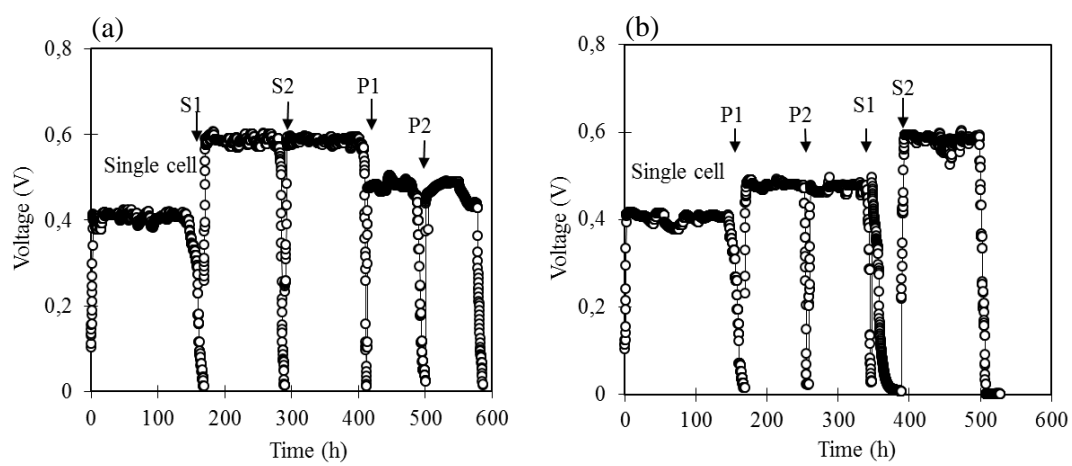 (a)
0,8
0,6
0,4
0,2
0
Voltage (V)
S1
S2
P1
P2
Single cell
0 100 200 300 400 500 600
Time (h)
(b)
0,8
0,6
0,4
0,2
0
Voltage (V)
P1
P2
S1
S2
Single cell
0 100 200 300 400 500 600
Time (h)